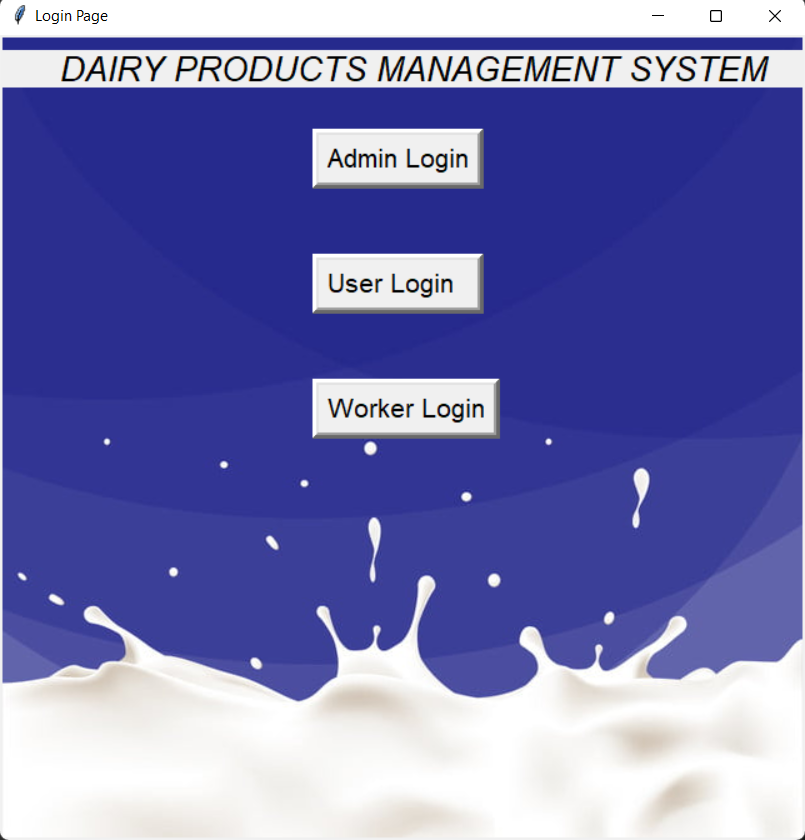 Login Page
DAIRY PRODUCTS MANAGEMENT SYSTEM
Admin Login
User Login
Worker Login